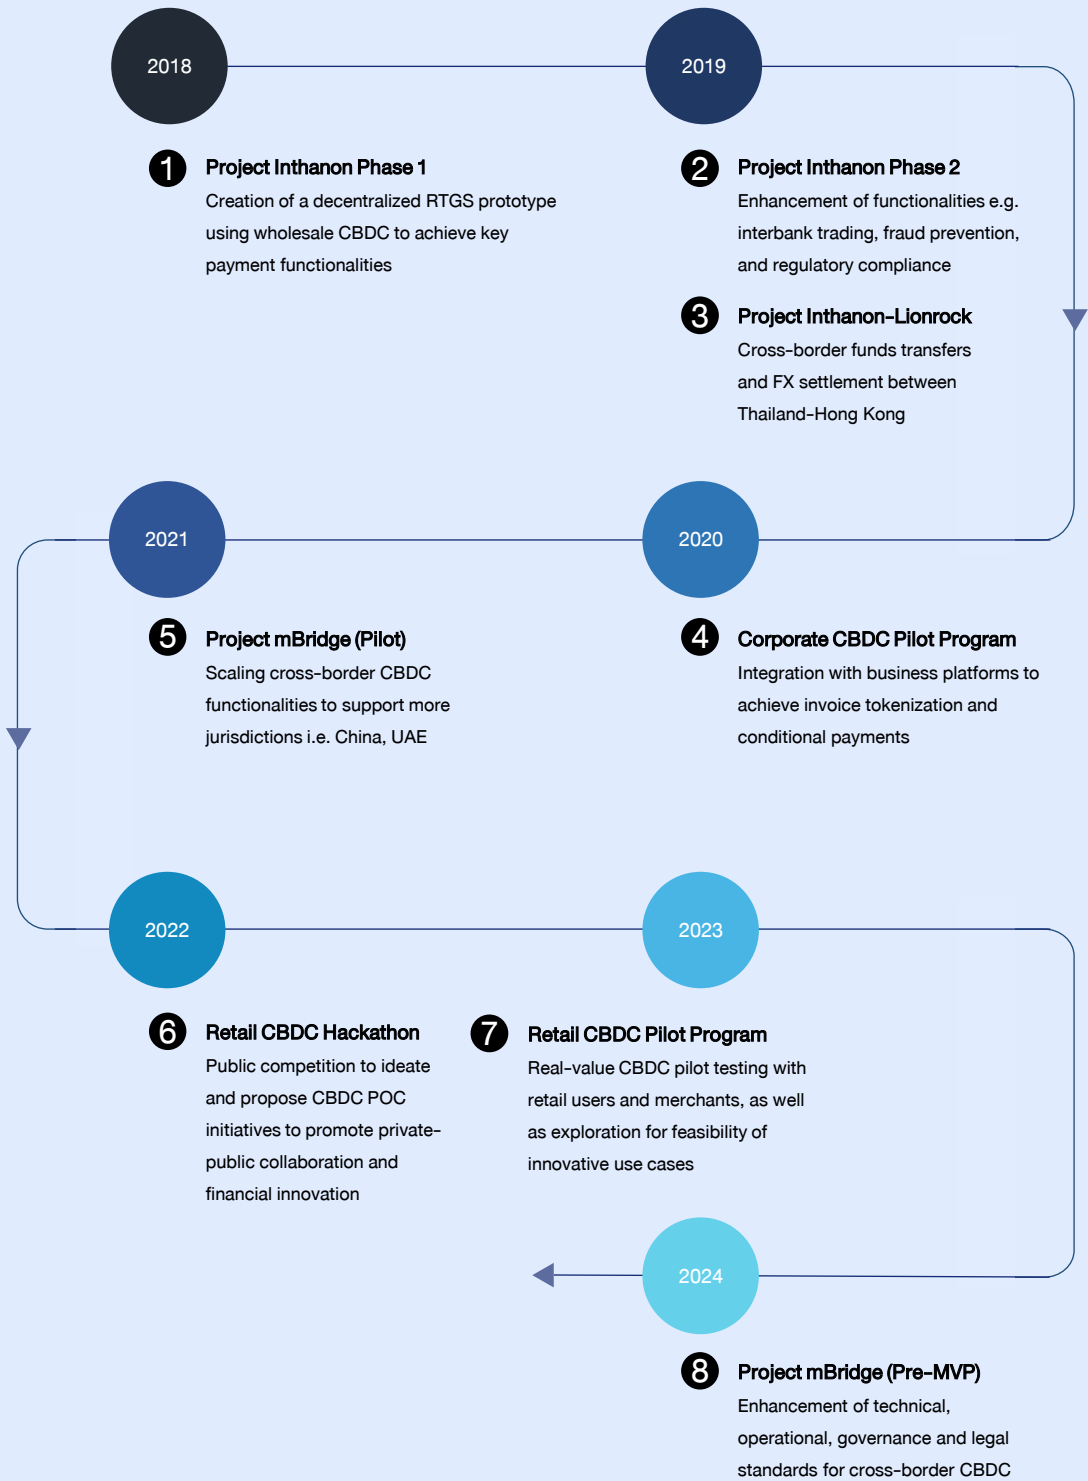 2018
2019
1
Project Inthanon Phase 1
Creation of a decentralized RTGS prototype
using wholesale CBDC to achieve key
payment functionalities
2
Project Inthanon Phase 2
Enhancement of functionalities e.g.
interbank trading, fraud prevention,
and regulatory compliance
3
Project Inthanon-Lionrock
Cross-border funds transfers
and FX settlement between
Thailand-Hong Kong
2020
4
Corporate CBDC Pilot Program
Integration with business platforms to
achieve invoice tokenization and
conditional payments
2021
5
Project mBridge (Pilot)
Scaling cross-border CBDC
functionalities to support more
jurisdictions i.e. China, UAE
2022
6
Retail CBDC Hackathon
Public competition to ideate
and propose CBDC POC
initiatives to promote private-
public collaboration and
financial innovation
2023
7
Retail CBDC Pilot Program
Real-value CBDC pilot testing with
retail users and merchants, as well
as exploration for feasibility of
innovative use cases
2024
8
Project mBridge (Pre-MVP)
Enhancement of technical,
operational, governance and legal
standards for cross-border CBDC